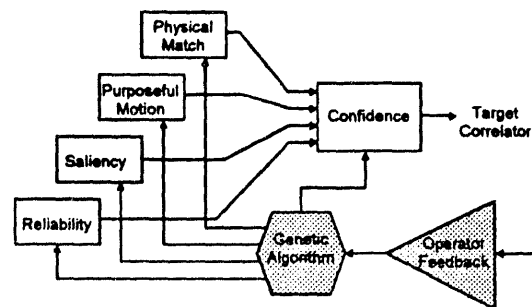 Physical
Match
Purposeful
Motion
Confidence
Target
Correlator
Saliency
Reliability
Genetic
Algorithm
Operator
Feedback